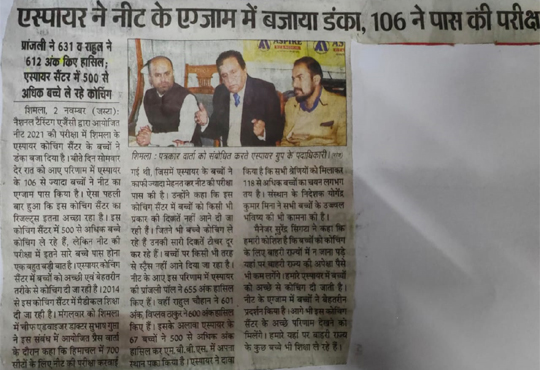 एस्पायर ने नीट के एग्जाम में बजाया डंका, 106 ने पास की परीक्षा
प्रांजली ने 631 व राहुल ने
612 अंक किए हासिल;
एस्पायर सैंटर में 500 से
अधिक बच्चे ले रहे कोचिंग
ASPIRE
शिमला : पत्रकार वार्ता को संबोधित करते एस्पायर ग्रुप के पदाधिकारी।
शिमला, 2 नवम्बर (जस्टा):
नैशनल टैस्टिंग एजैंसी द्वारा आयोजित
नीट 2021 की परीक्षा में शिमला के
एस्पायर कोचिंग सैंटर के बच्चों ने
डंका बजा दिया है। बीते दिन सोमवार
देर रात को आए परिणाम में एस्पायर
के 106 से ज्यादा बच्चों ने नीट का
एग्जाम पास किया है। ऐसा पहली
बार हुआ कि इस कोचिंग सैंटर का
रिजल्ट्स इतना अच्छा रहा है। इस
कोचिंग सैंटर में 500 से अधिक बच्चे
कोचिंग ले रहे हैं, लेकिन नीट की
परीक्षा में इतने सारे बच्चे पास होना
एक बहुत बड़ी बात है। एस्पायर कोचिंग
सैंटर में बच्चों को अच्छी एवं बेहतरीन
तरीके से कोचिंग दी जा रही है। 2014
से इस कोचिंग सैंटर में मैडीकल शिक्षा
दी जा रही है। मंगलवार को शिमला
में चीफ एडवाइजर डाक्टर सुभाष गुप्ता
ने इस संबंध में आयोजित प्रैस वार्ता
के दौरान कहा कि हिमाचल में 700
सीटों के लिए नीट की परीक्षा करवाई
गई थी, जिसमें एस्पायर के बच्चों ने
काफी ज्यादा मेहनत कर नीट की परीक्षा
पास की है। उन्होंने कहा कि इस
कोचिंग सैंटर में बच्चों को किसी भी
प्रकार की दिक्कतें नहीं आने दी जा
रही हैं। जितने भी बच्चे कोचिंग ले
रहे हैं उनकी सारी दिक्कतें टीचर दूर
कर रहे हैं। बच्चों पर किसी भी तरह
से स्ट्रैस नहीं आने दिया जा रहा है।
नीट के आए इस परिणाम में एस्पायर
की प्रांजली पॉल ने 655 अंक हासिल
किए हैं। वहीं राहुल चौहान ने 601
अंक, विप्लव ठाकुर ने 600 अंक हासिल
किए। इसके अलावा एस्पायर के
67 बच्चों ने 500 से अधिक अंक
हासिल कर एम.बी.बी.एस. में अपना
स्थान पक्का किया है। एस्पायर ने दावा
किया है कि सभी श्रेणियों को मिलाकर
118 से अधिक बच्चों का चयन लगभग
तय है। संस्थान के निदेशक योगेंद्र
कुमार मीना ने सभी बच्चों के उज्ज्वल
भविष्य की भी कामना की है।
मैनेजर सुरेंद्र सिंगटा ने कहा कि
हमारी कोशिश है कि बच्चों को कोचिंग
के लिए बाहरी राज्यों में न जाना पड़े
यहां पर बाहरी राज्यों की अपेक्षा पैसे
भी कम लगेंगे। हमारे एस्पायर में बच्चों
को अच्छे से कोचिंग दी जाती है।
नीट के एग्जाम में बच्चों ने बेहतरीन
प्रदर्शन किया है। आगे भी इस कोचिंग
सैंटर के अच्छे परिणाम देखने को
मिलेंगे। हमारे यहां पर बाहरी राज्य
के कुछ बच्चे भी शिक्षा ले रहे हैं।